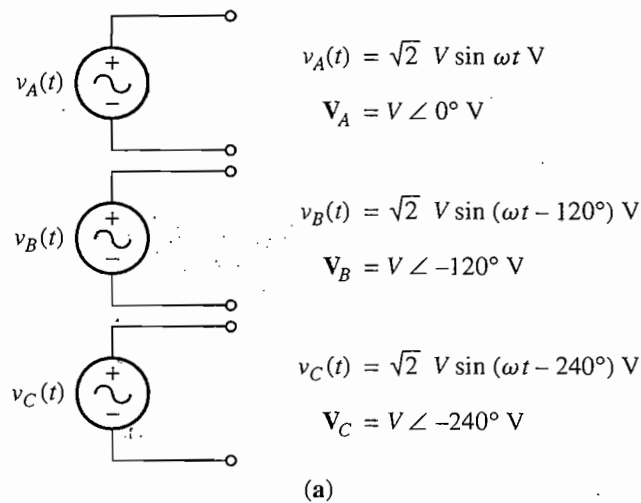 v_A(t) = √2 V sin ωt V
V_A = V ∠ 0° V
v_A(t)
+
−
v_B(t) = √2 V sin (ωt – 120°) V
V_B = V ∠ –120° V
v_B(t)
+
−
v_C(t) = √2 V sin (ωt – 240°) V
V_C = V ∠ –240° V
v_C(t)
+
−
(a)